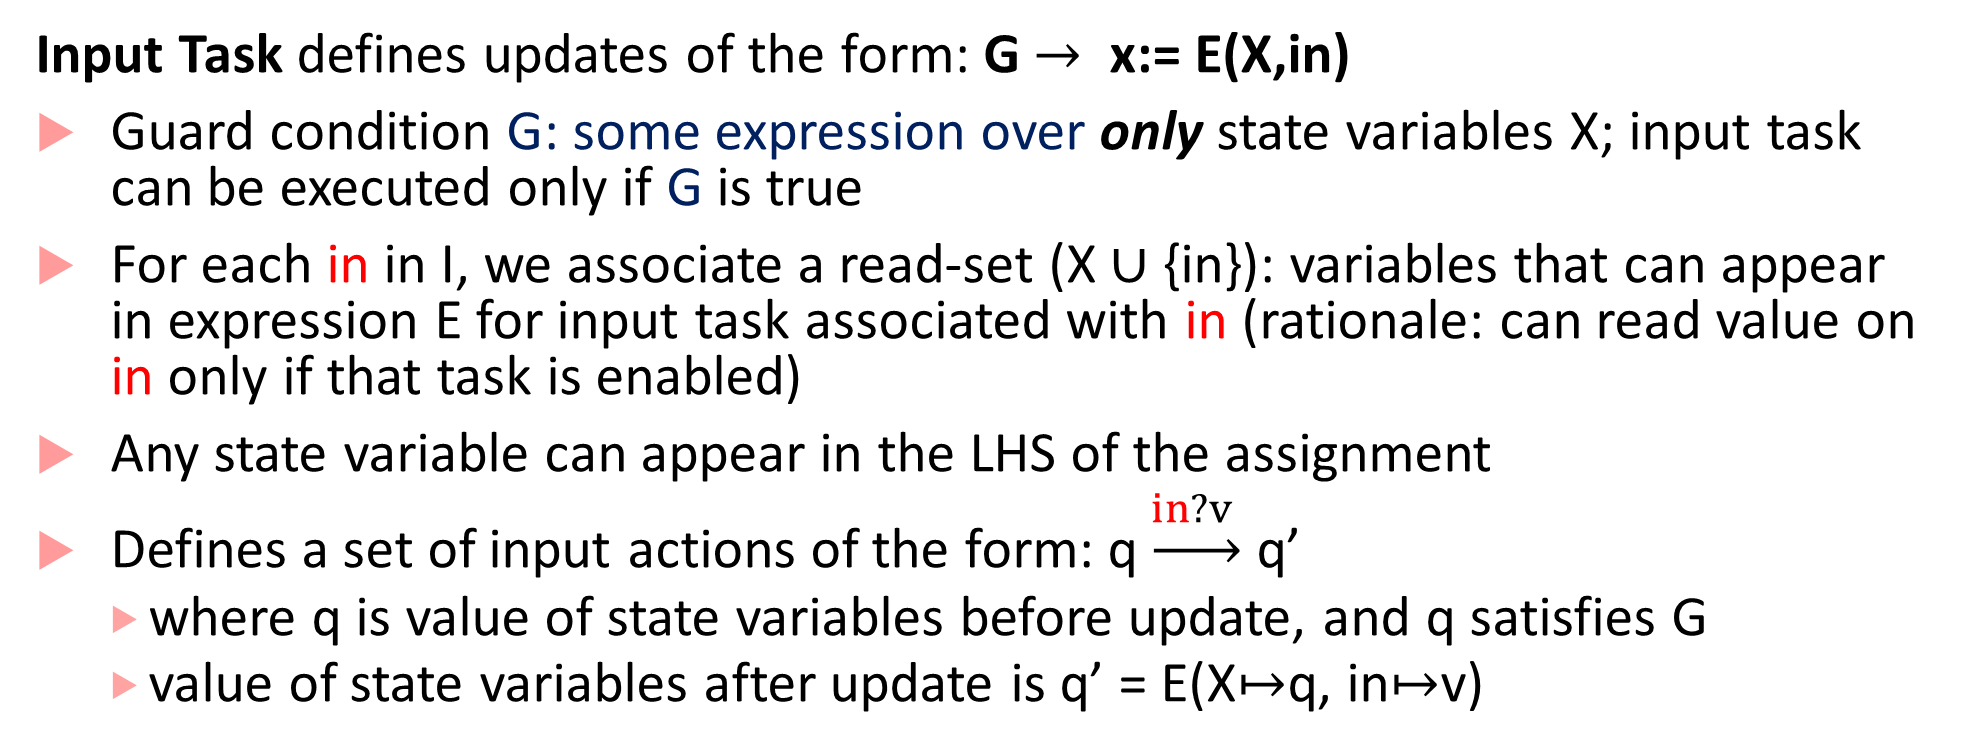 Input Task defines updates of the form: G → x:= E(X,in)
Guard condition G: some expression over only state variables X; input task
can be executed only if G is true
For each in in I, we associate a read-set (X ∪ {in}): variables that can appear
in expression E for input task associated with in (rationale: can read value on
in only if that task is enabled)
Any state variable can appear in the LHS of the assignment
in?v
Defines a set of input actions of the form: q ⟶ q’
where q is value of state variables before update, and q satisfies G
value of state variables after update is q’ = E(X↦q, in↦v)